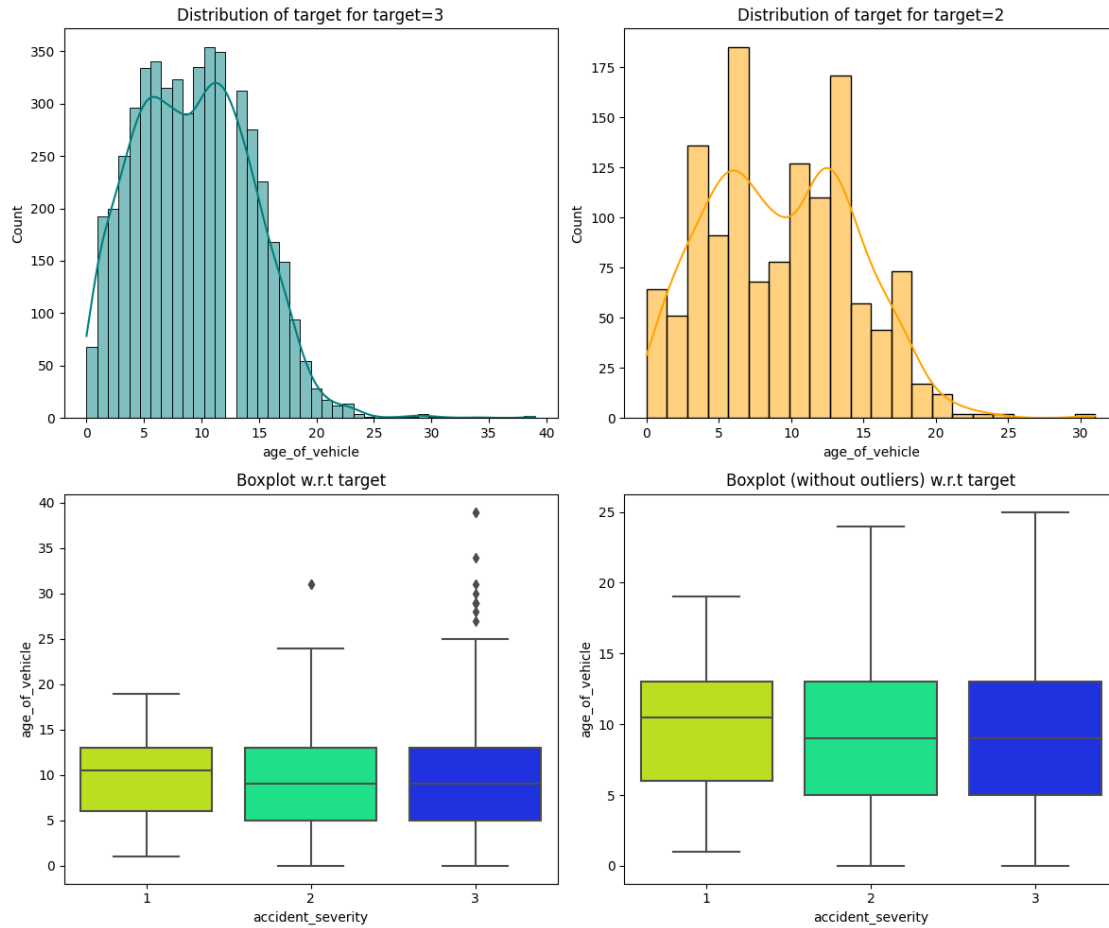 Distribution of target for target=3
Count
350
300
250
200
150
100
50
0
0 5 10 15 20 25 30 35 40
age_of_vehicle
Distribution of target for target=2
Count
175
150
125
100
75
50
25
0
0 5 10 15 20 25 30
age_of_vehicle
Boxplot w.r.t target
age_of_vehicle
40
35
30
25
20
15
10
5
0
1 2 3
accident_severity
Boxplot (without outliers) w.r.t target
age_of_vehicle
25
20
15
10
5
0
1 2 3
accident_severity